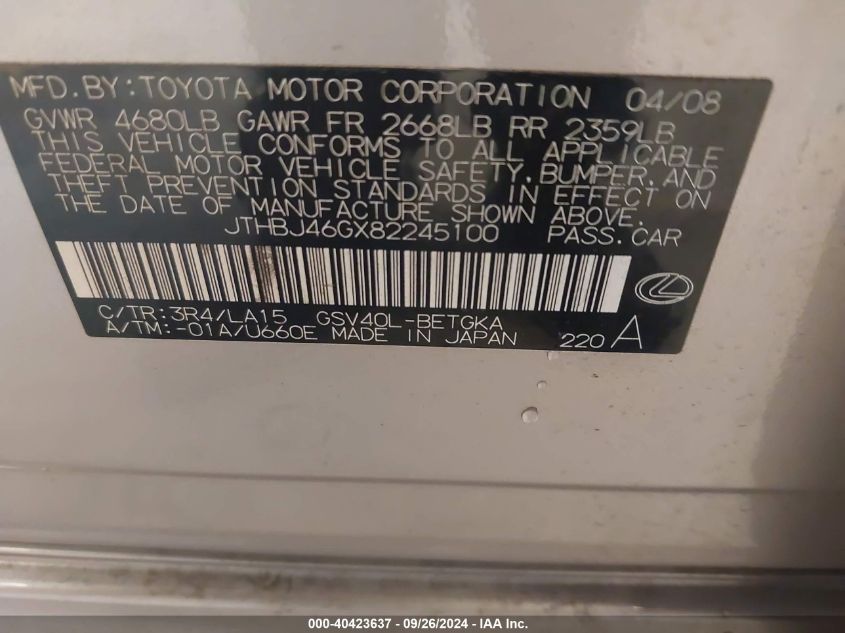 MFD.BY:TOYOTA MOTOR CORPORATION 04/08
GVWR 4680LB GAWR FR 2668LB RR 2359LB
THIS VEHICLE CONFORMS TO ALL APPLICABLE
FEDERAL MOTOR VEHICLE SAFETY, BUMPER, AND
THEFT PREVENTION STANDARDS IN EFFECT ON
THE DATE OF MANUFACTURE SHOWN ABOVE.
JTHBJ46GX82245100 PASS.CAR
C/TR:3R4/LA15 GSV40L-BETGKA
A/TM:-01A/U660E MADE IN JAPAN 220 A
000-40423637 - 09/26/2024 - IAA Inc.